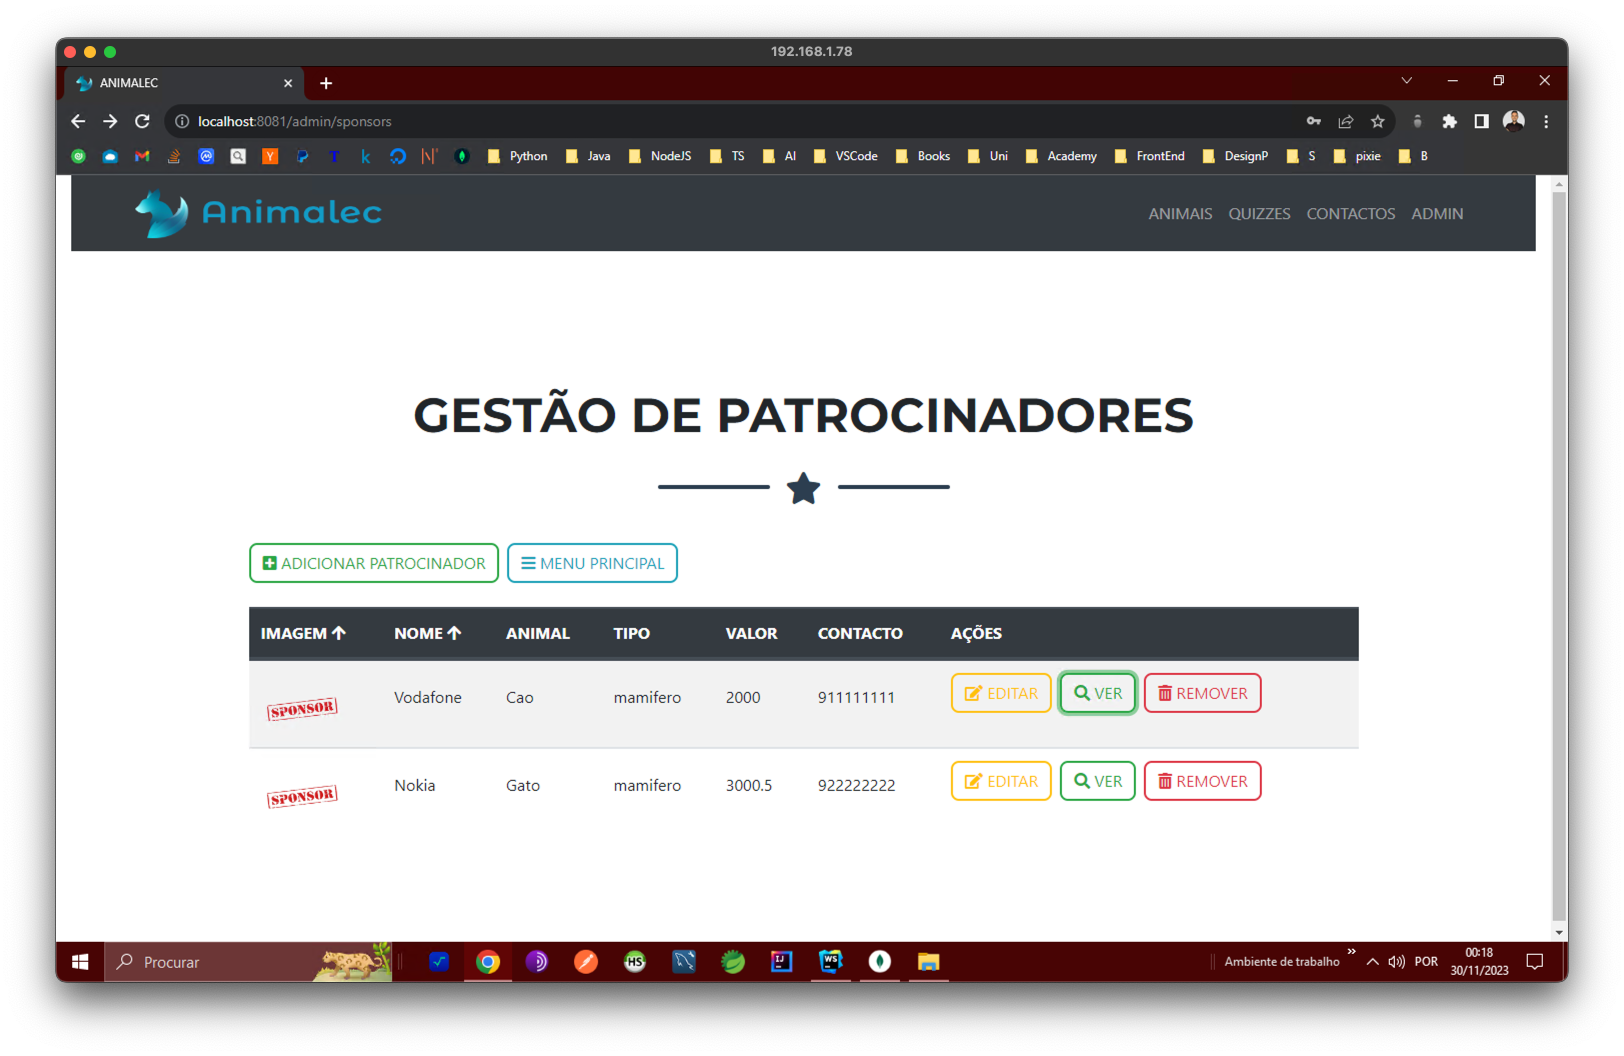 192.168.1.78
ANIMALEC
localhost:8081/admin/sponsors
Python Java NodeJS TS AI VSCode Books Uni Academy FrontEnd DesignP S pixie B
Animalec
ANIMAIS QUIZZES CONTACTOS ADMIN
GESTÃO DE PATROCINADORES
ADICIONAR PATROCINADOR MENU PRINCIPAL
IMAGEM NOME ANIMAL TIPO VALOR CONTACTO AÇÕES
SPONSOR Vodafone Cao mamifero 2000 911111111 EDITAR VER REMOVER
SPONSOR Nokia Gato mamifero 3000.5 922222222 EDITAR VER REMOVER
Procurar
HS
IJ
WS
Ambiente de trabalho
POR
00:18
30/11/2023